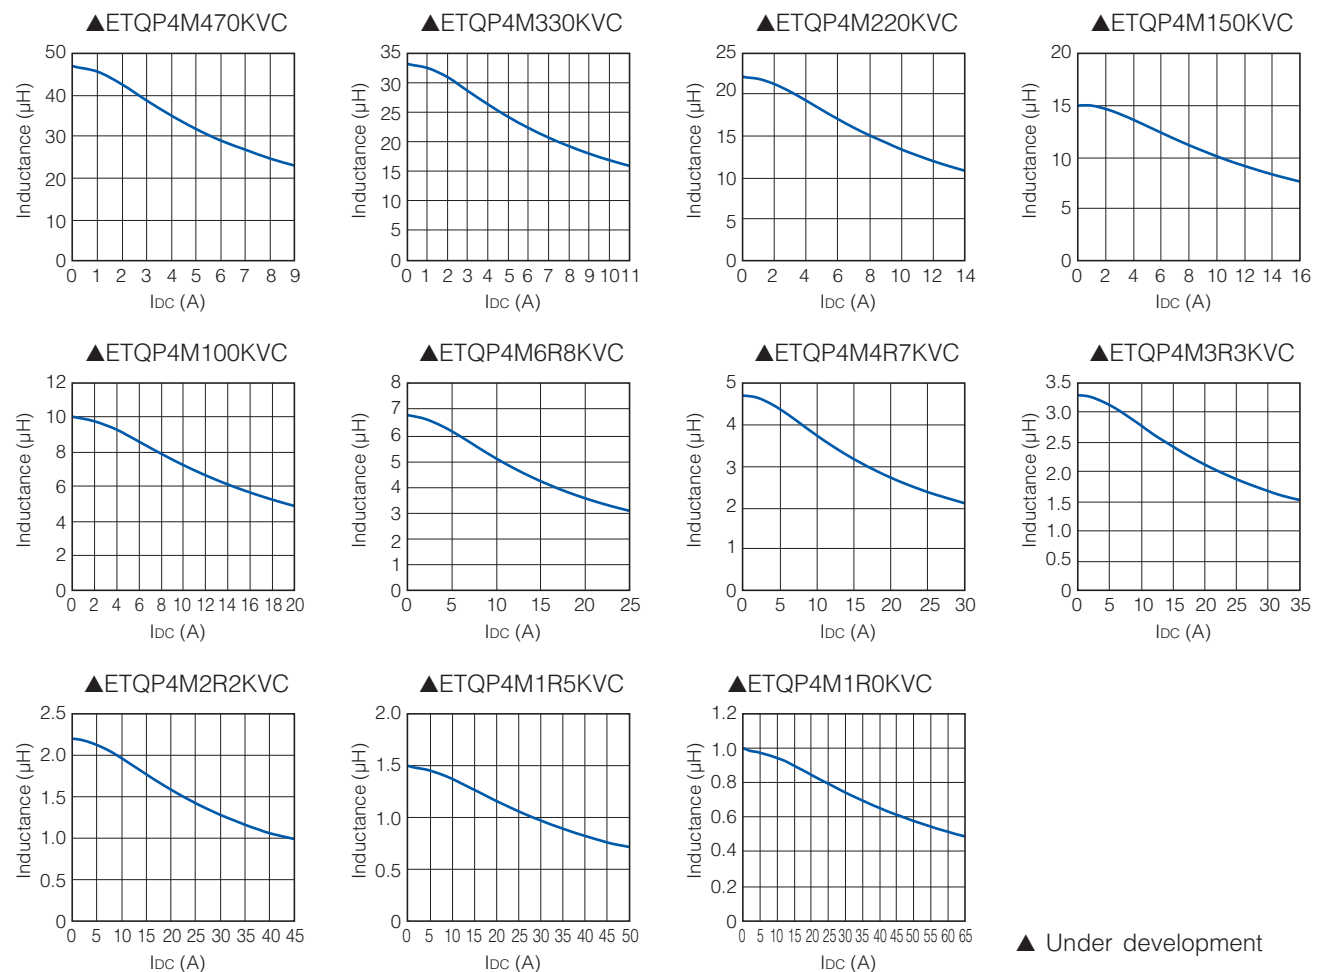 ▲ETQP4M470KVC
50
40
30
20
10
0
0 1 2 3 4 5 6 7 8 9
Inductance (μH)
IDC (A)
▲ETQP4M330KVC
35
30
25
20
15
10
5
0
0 1 2 3 4 5 6 7 8 9 10 11
Inductance (μH)
IDC (A)
▲ETQP4M220KVC
25
20
15
10
5
0
0 2 4 6 8 10 12 14
Inductance (μH)
IDC (A)
▲ETQP4M150KVC
20
15
10
5
0
0 2 4 6 8 10 12 14 16
Inductance (μH)
IDC (A)
▲ETQP4M100KVC
12
10
8
6
4
2
0
0 2 4 6 8 10 12 14 16 18 20
Inductance (μH)
IDC (A)
▲ETQP4M6R8KVC
8
7
6
5
4
3
2
1
0
0 5 10 15 20 25
Inductance (μH)
IDC (A)
▲ETQP4M4R7KVC
5
4
3
2
1
0
0 5 10 15 20 25 30
Inductance (μH)
IDC (A)
▲ETQP4M3R3KVC
3.5
3.0
2.5
2.0
1.5
1.0
0.5
0
0 5 10 15 20 25 30 35
Inductance (μH)
IDC (A)
▲ETQP4M2R2KVC
2.5
2.0
1.5
1.0
0.5
0
0 5 10 15 20 25 30 35 40 45
Inductance (μH)
IDC (A)
▲ETQP4M1R5KVC
2.0
1.5
1.0
0.5
0
0 5 10 15 20 25 30 35 40 45 50
Inductance (μH)
IDC (A)
▲ETQP4M1R0KVC
1.2
1.0
0.8
0.6
0.4
0.2
0
0 5 10 15 20 25 30 35 40 45 50 55 60 65
Inductance (μH)
IDC (A)
▲ Under development